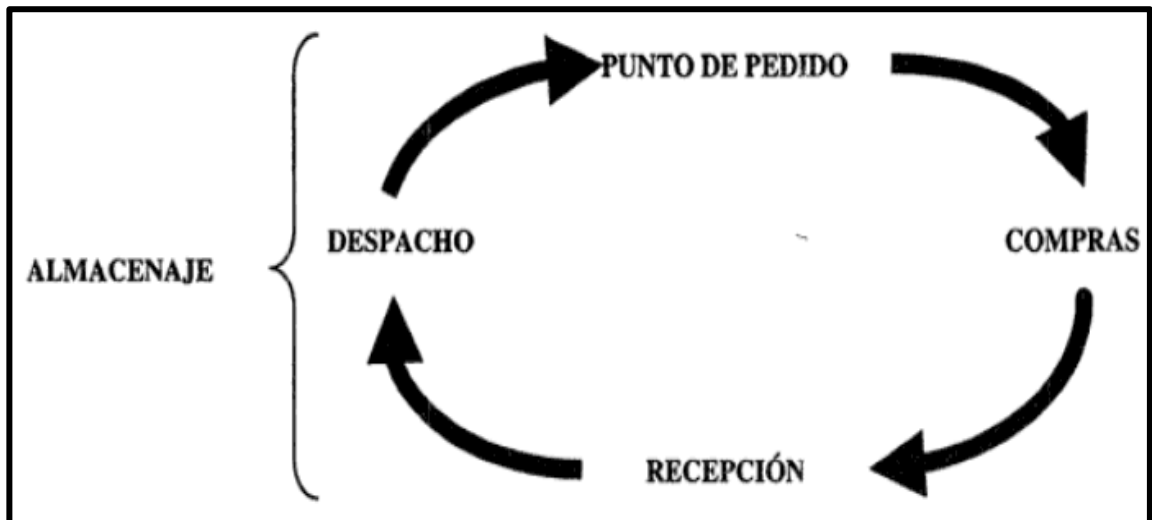 PUNTO DE PEDIDO
DESPACHO
COMPRAS
ALMACENAJE
RECEPCIÓN